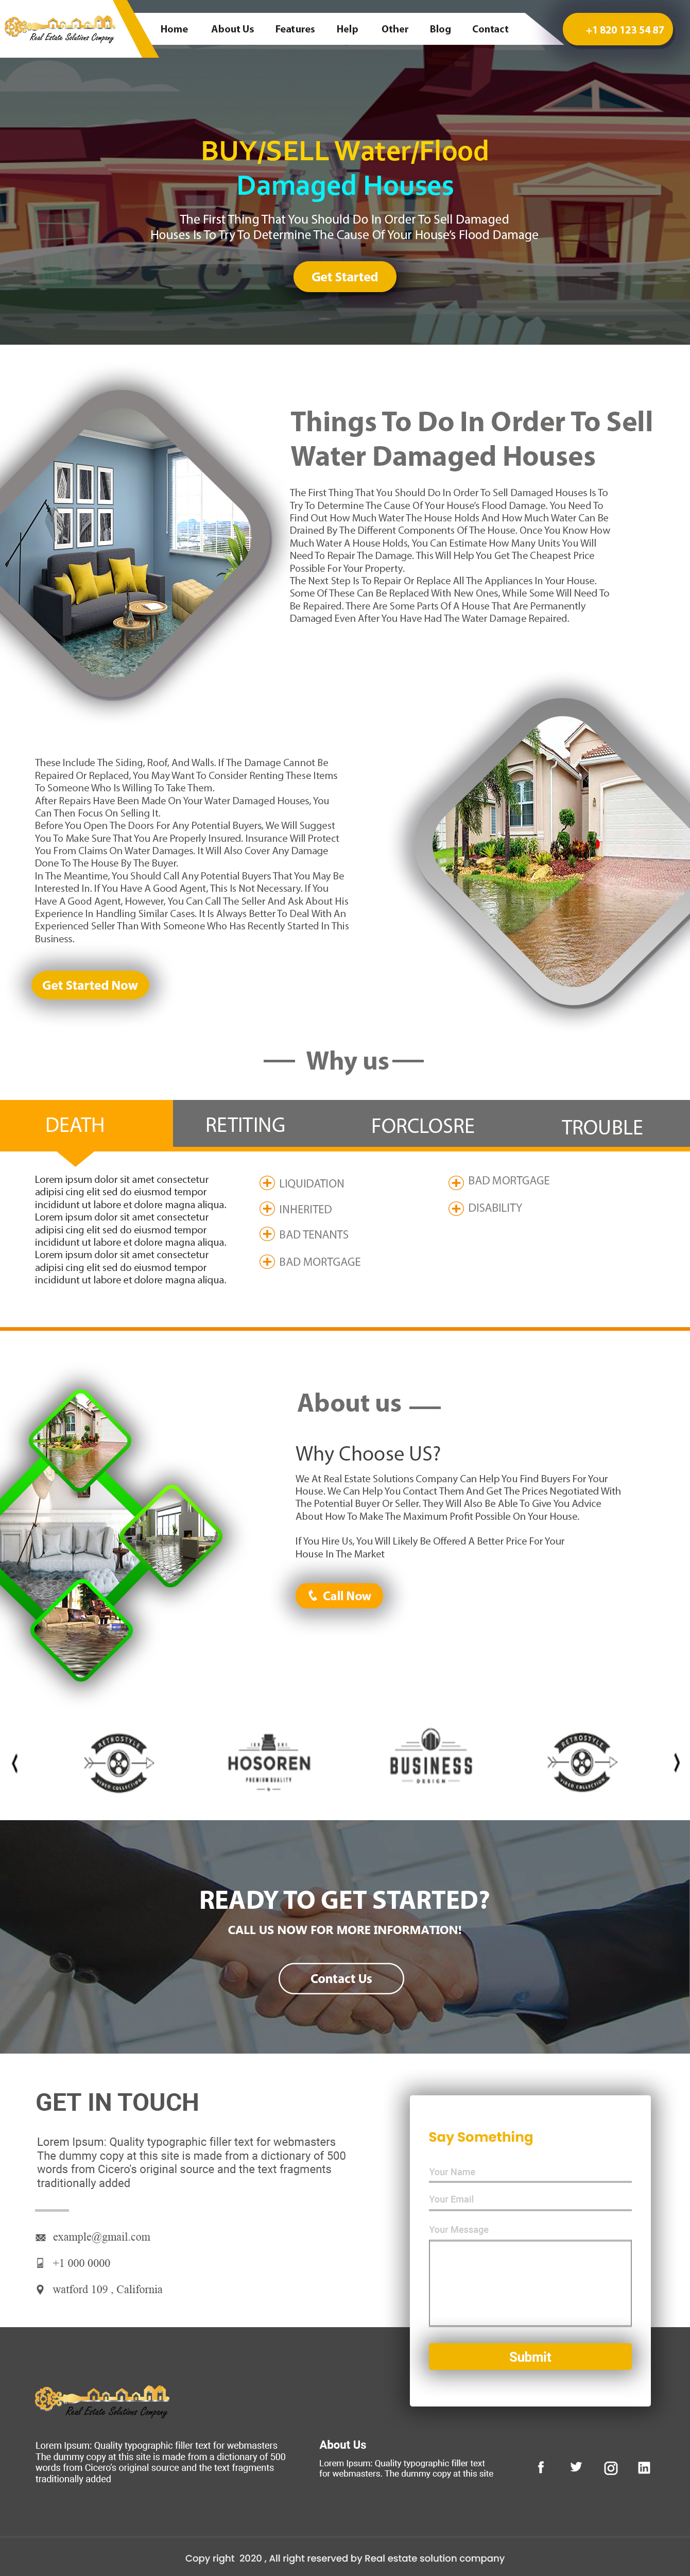 Real Estate Solutions Company
Home About Us Features Help Other Blog Contact
+1 820 123 54 87
BUY/SELL Water/Flood
Damaged Houses
The First Thing That You Should Do In Order To Sell Damaged
Houses Is To Try To Determine The Cause Of Your House's Flood Damage
Get Started
Things To Do In Order To Sell
Water Damaged Houses
The First Thing That You Should Do In Order To Sell Damaged Houses Is To
Try To Determine The Cause Of Your House's Flood Damage. You Need To
Find Out How Much Water The House Holds And How Much Water Can Be
Drained By The Different Components Of The House. Once You Know How
Much Water A House Holds, You Can Estimate How Many Units You Will
Need To Repair The Damage. This Will Help You Get The Cheapest Price
Possible For Your Property.
The Next Step Is To Repair Or Replace All The Appliances In Your House.
Some Of These Can Be Replaced With New Ones, While Some Will Need To
Be Repaired. There Are Some Parts Of A House That Are Permanently
Damaged Even After You Have Had The Water Damage Repaired.
These Include The Siding, Roof, And Walls. If The Damage Cannot Be
Repaired Or Replaced, You May Want To Consider Renting These Items
To Someone Who Is Willing To Take Them.
After Repairs Have Been Made On Your Water Damaged Houses, You
Can Then Focus On Selling It.
Before You Open The Doors For Any Potential Buyers, We Will Suggest
You To Make Sure That You Are Properly Insured. Insurance Will Protect
You From Claims On Water Damages. It Will Also Cover Any Damage
Done To The House By The Buyer.
In The Meantime, You Should Call Any Potential Buyers That You May Be
Interested In. If You Have A Good Agent, This Is Not Necessary. If You
Have A Good Agent, However, You Can Call The Seller And Ask About His
Experience In Handling Similar Cases. It Is Always Better To Deal With An
Experienced Seller Than With Someone Who Has Recently Started In This
Business.
Get Started Now
Why us
DEATH RETITING FORCLOSRE TROUBLE
Lorem ipsum dolor sit amet consectetur
adipisi cing elit sed do eiusmod tempor
incididunt ut labore et dolore magna aliqua.
Lorem ipsum dolor sit amet consectetur
adipisi cing elit sed do eiusmod tempor
incididunt ut labore et dolore magna aliqua.
Lorem ipsum dolor sit amet consectetur
adipisi cing elit sed do eiusmod tempor
incididunt ut labore et dolore magna aliqua.
LIQUIDATION
INHERITED
BAD TENANTS
BAD MORTGAGE
BAD MORTGAGE
DISABILITY
About us
Why Choose US?
We At Real Estate Solutions Company Can Help You Find Buyers For Your
House. We Can Help You Contact Them And Get The Prices Negotiated With
The Potential Buyer Or Seller. They Will Also Be Able To Give You Advice
About How To Make The Maximum Profit Possible On Your House.
If You Hire Us, You Will Likely Be Offered A Better Price For Your
House In The Market
Call Now
RETROSTYLE
VIDEO COLLECTION
HOSOREN
PREMIUM QUALITY
BUSINESS
DESIGN
RETROSTYLE
VIDEO COLLECTION
READY TO GET STARTED?
CALL US NOW FOR MORE INFORMATION!
Contact Us
GET IN TOUCH
Lorem Ipsum: Quality typographic filler text for webmasters
The dummy copy at this site is made from a dictionary of 500
words from Cicero's original source and the text fragments
traditionally added
example@gmail.com
+1 000 0000
watford 109 , California
Say Something
Your Name
Your Email
Your Message
Submit
Real Estate Solutions Company
Lorem Ipsum: Quality typographic filler text for webmasters
The dummy copy at this site is made from a dictionary of 500
words from Cicero's original source and the text fragments
traditionally added
About Us
Lorem Ipsum: Quality typographic filler text
for webmasters. The dummy copy at this site
Copy right 2020 , All right reserved by Real estate solution company